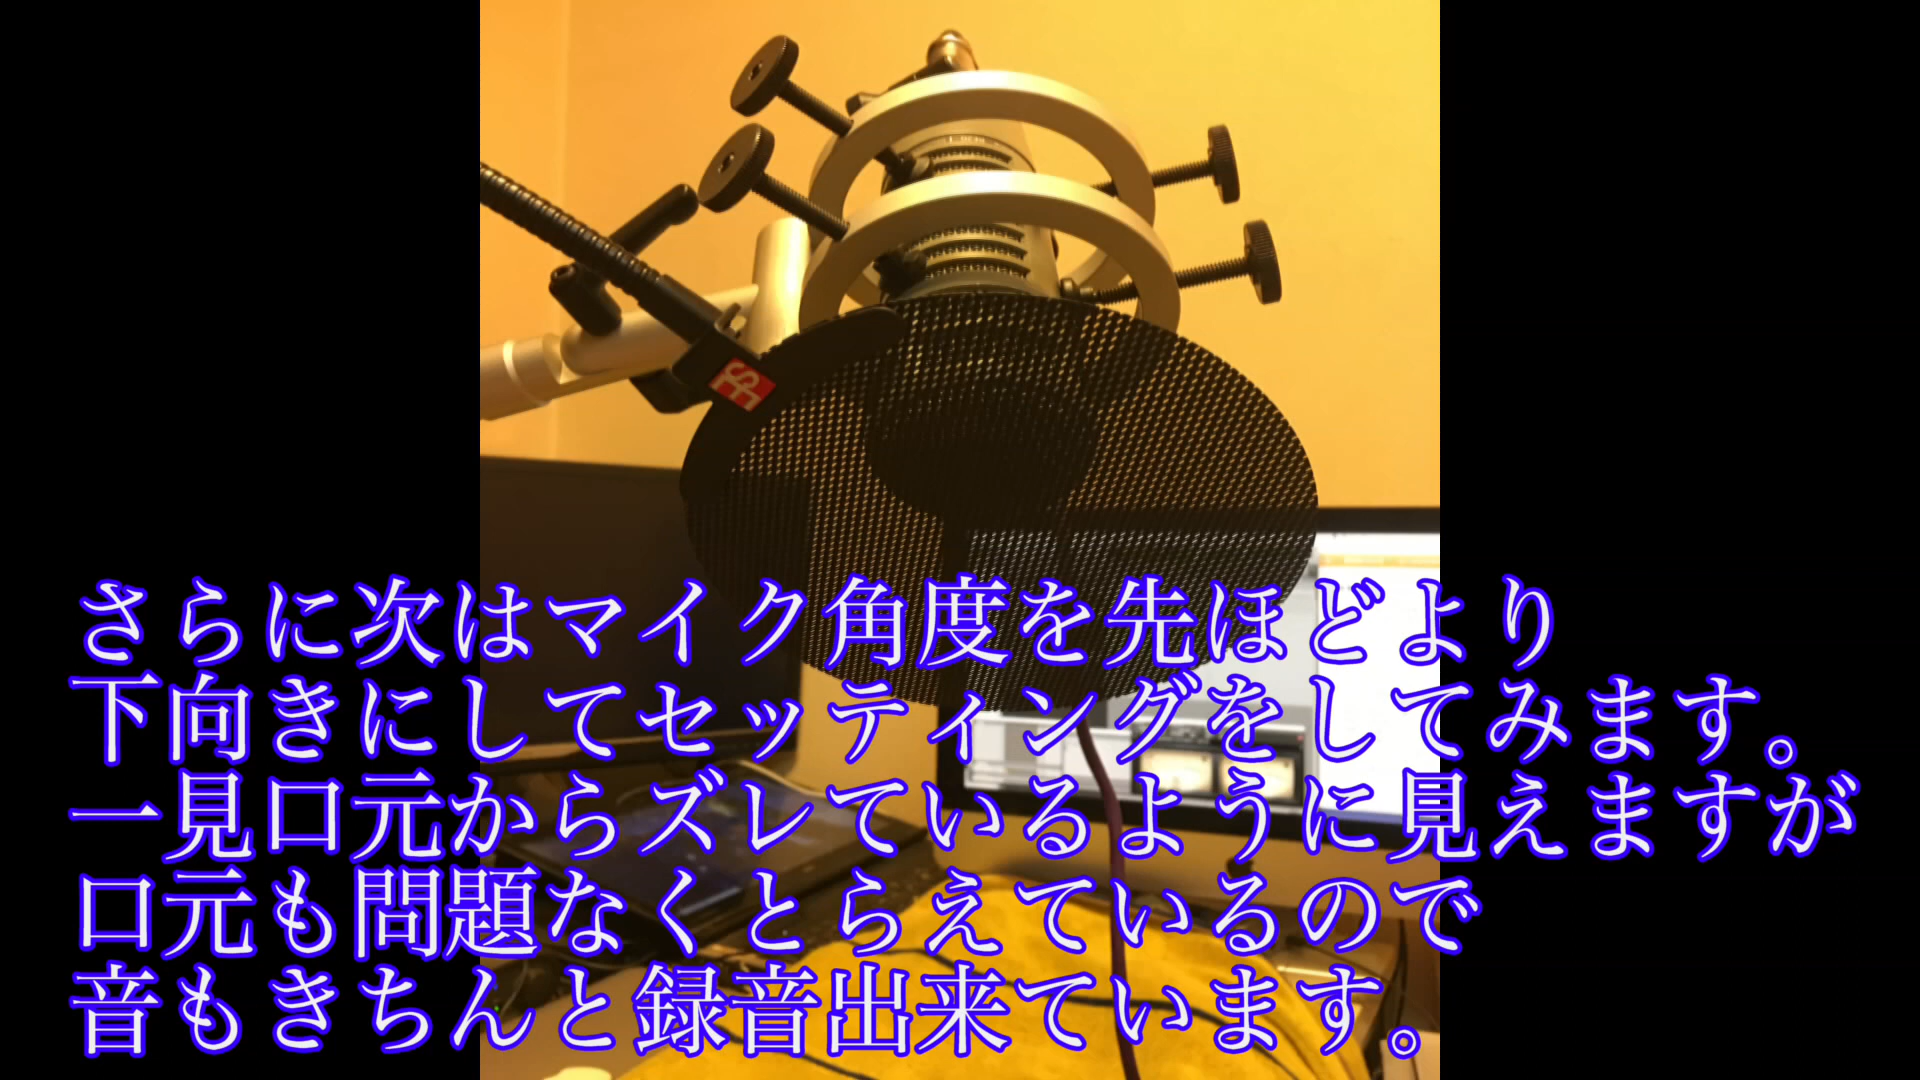 さらに次はマイク角度を先ほどより
下向きにしてセッティングをしてみます。
一見口元からズレているように見えますが
口元も問題なくとらえているので
音もきちんと録音出来ています。